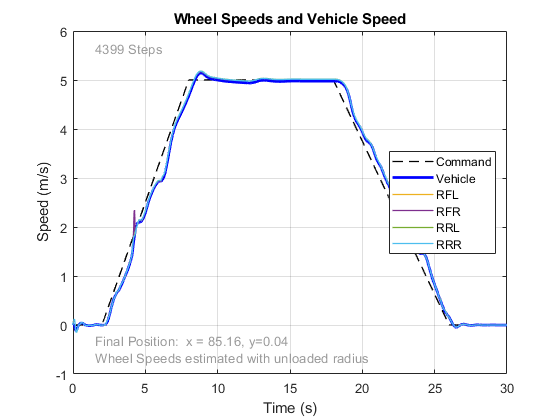 Wheel Speeds and Vehicle Speed
6
4399 Steps
5
4
3
2
1
0
-1
Speed (m/s)
Command
Vehicle
RFL
RFR
RRL
RRR
Final Position:  x = 85.16, y=0.04
Wheel Speeds estimated with unloaded radius
0 5 10 15 20 25 30
Time (s)